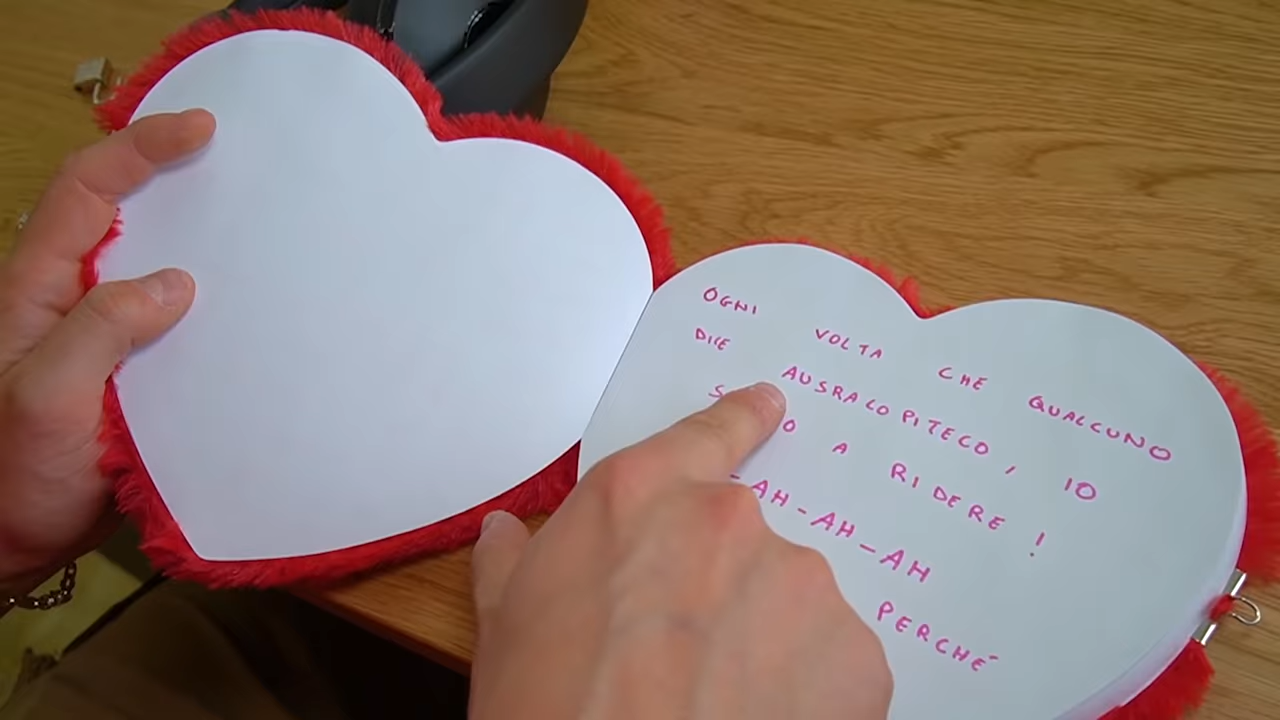 OGNI VOLTA CHE QUALCUNO
DICE AUSRALOPITECO, IO
A RIDERE!
-AH-AH-AH
PERCHÉ